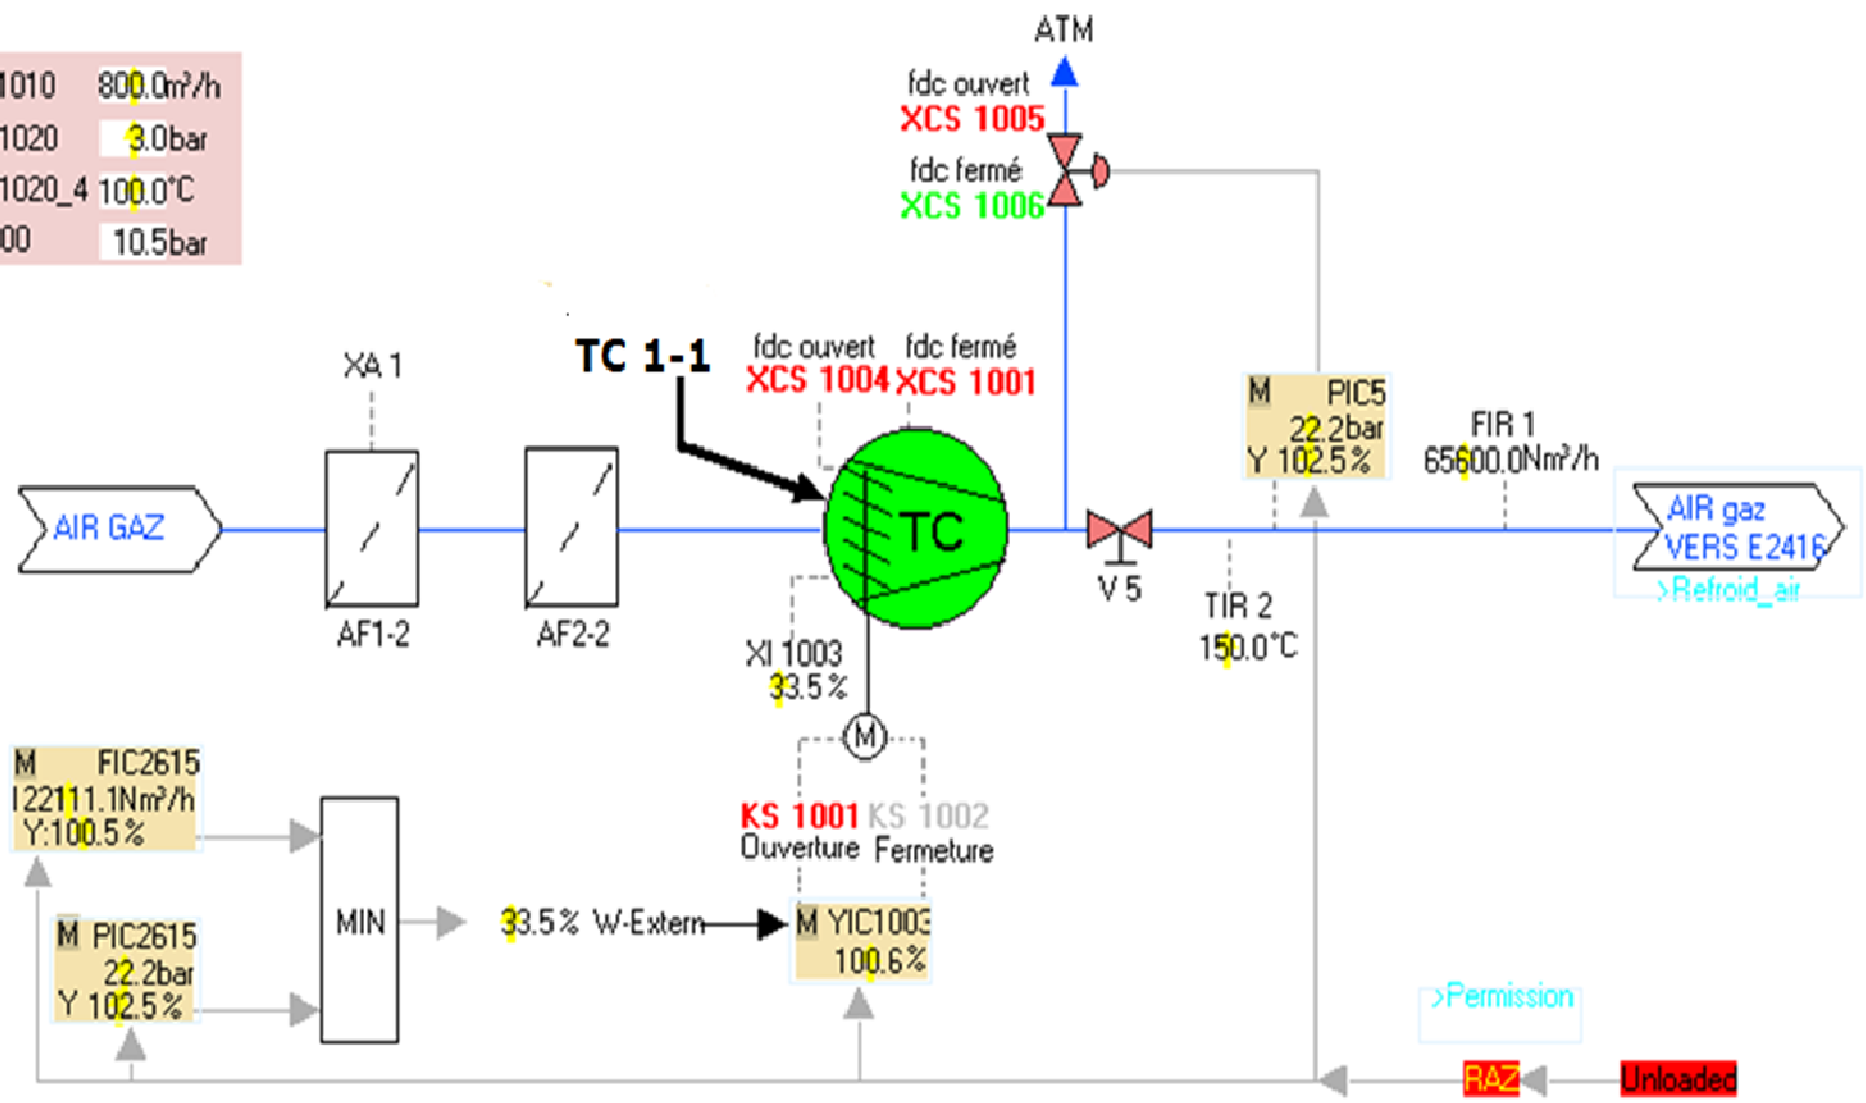 ATM
fdc ouvert
XCS 1005
fdc fermé
XCS 1006
1010 800.0m³/h
1020 3.0bar
1020_4 100.0°C
00 10.5bar
XA 1
TC 1-1
fdc ouvert fdc fermé
XCS 1004 XCS 1001
M PIC5
22.2bar
Y 102.5%
FIR 1
65600.0Nm³/h
AIR GAZ
TC
AIR gaz
VERS E2416
>Refroid_air
AF1-2
AF2-2
V 5
TIR 2
150.0°C
XI 1003
33.5%
M
M FIC2615
I22111.1Nm³/h
Y:100.5%
KS 1001 KS 1002
Ouverture Fermeture
MIN
33.5% W-Extern
M YIC1003
100.6%
M PIC2615
22.2bar
Y 102.5%
>Permission
RAZ
Unloaded